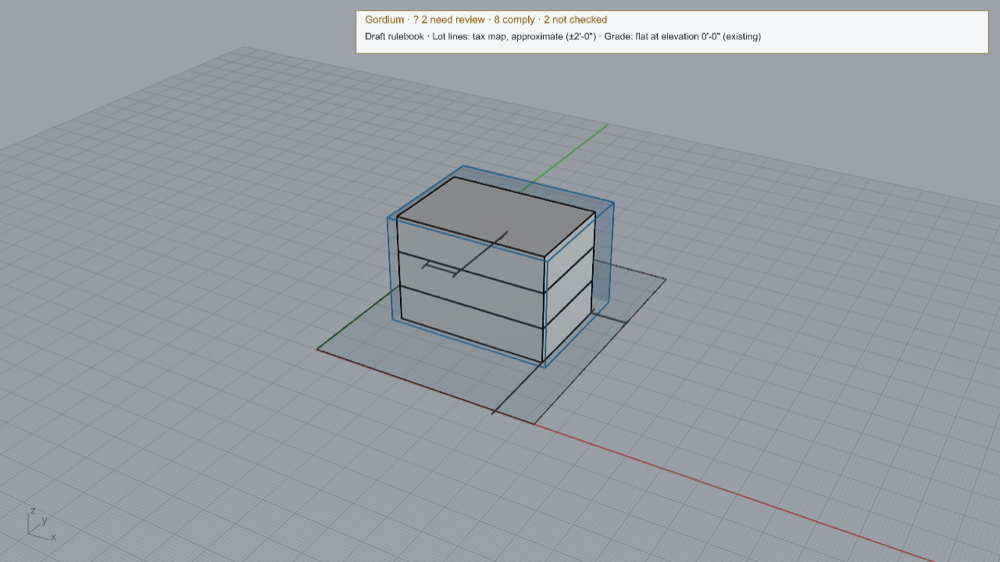 Gordium · ? 2 need review · 8 comply · 2 not checked
Draft rulebook · Lot lines: tax map, approximate (±2'-0") · Grade: flat at elevation 0'-0" (existing)
z
y
x